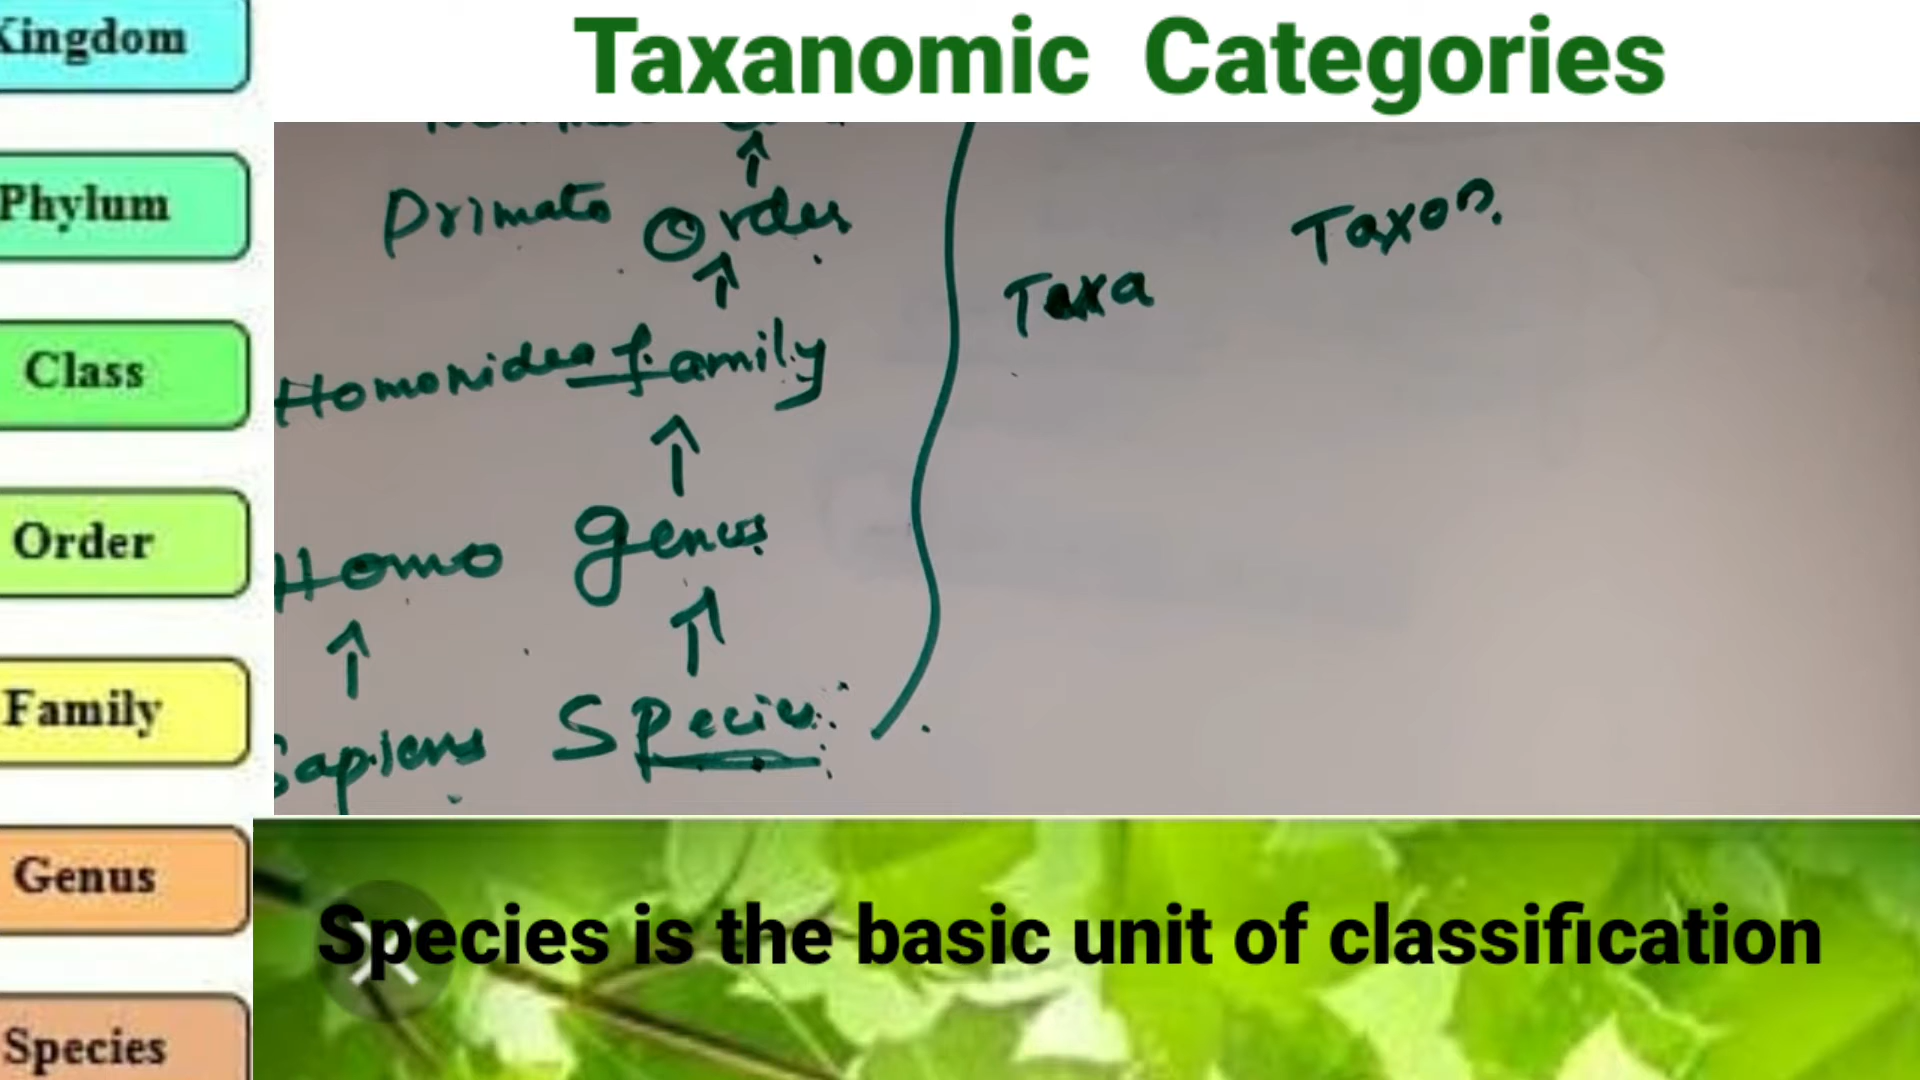 Taxanomic Categories
Kingdom
Phylum
Class
Order
Family
Genus
Species
Primate Order
Homonidea family
Homo genus
Sapiens Species
Taxa
Taxon
Species is the basic unit of classification